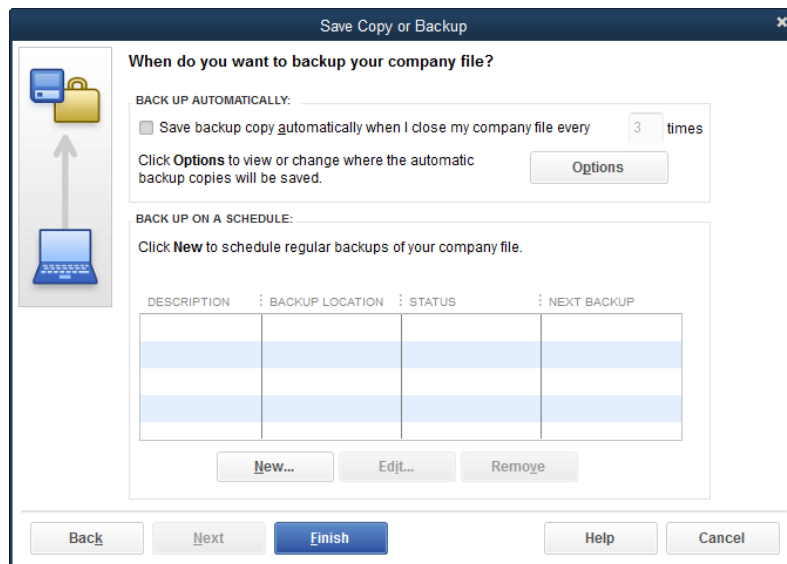 Save Copy or Backup
When do you want to backup your company file?
BACK UP AUTOMATICALLY:
Save backup copy automatically when I close my company file every 3 times
Click Options to view or change where the automatic
backup copies will be saved.
Options
BACK UP ON A SCHEDULE:
Click New to schedule regular backups of your company file.
DESCRIPTION BACKUP LOCATION STATUS NEXT BACKUP
New... Edit... Remove
Back Next Finish Help Cancel